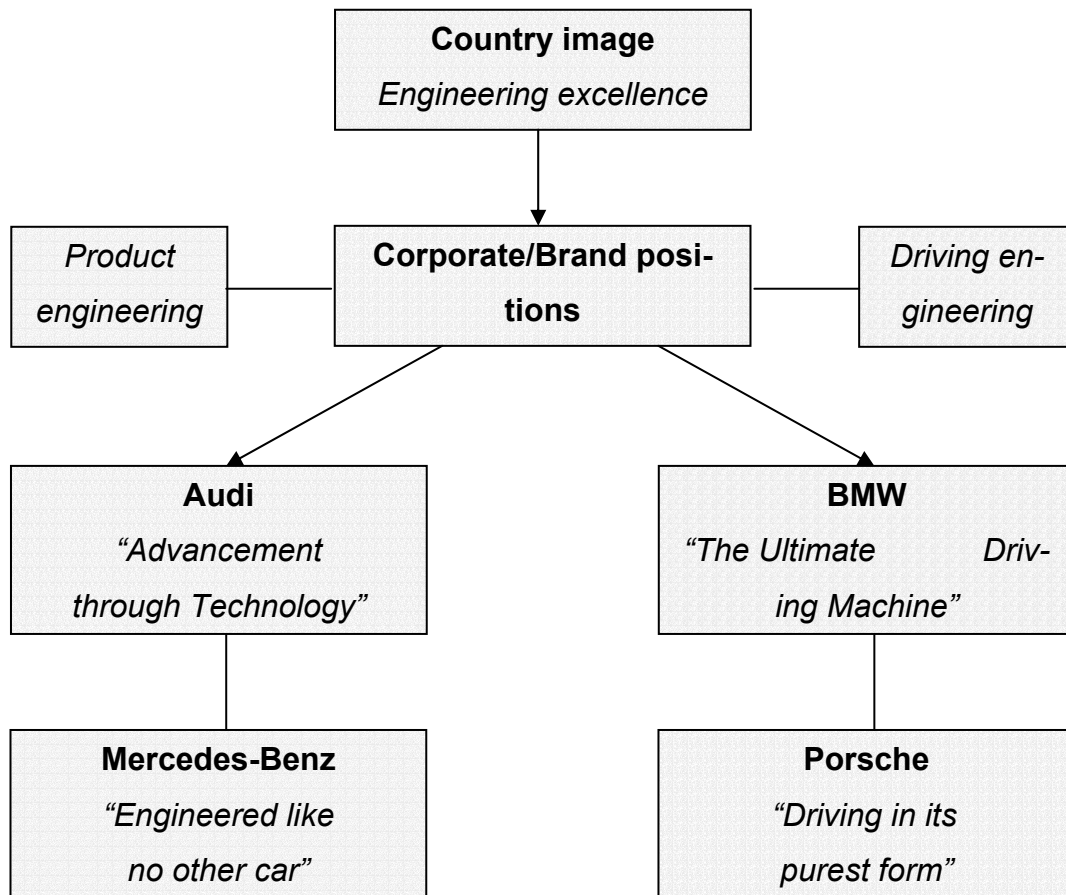 Country image
Engineering excellence
Product
engineering
Corporate/Brand posi-
tions
Driving en-
gineering
Audi
“Advancement
through Technology”
BMW
“The Ultimate Driv-
ing Machine”
Mercedes-Benz
“Engineered like
no other car”
Porsche
“Driving in its
purest form”